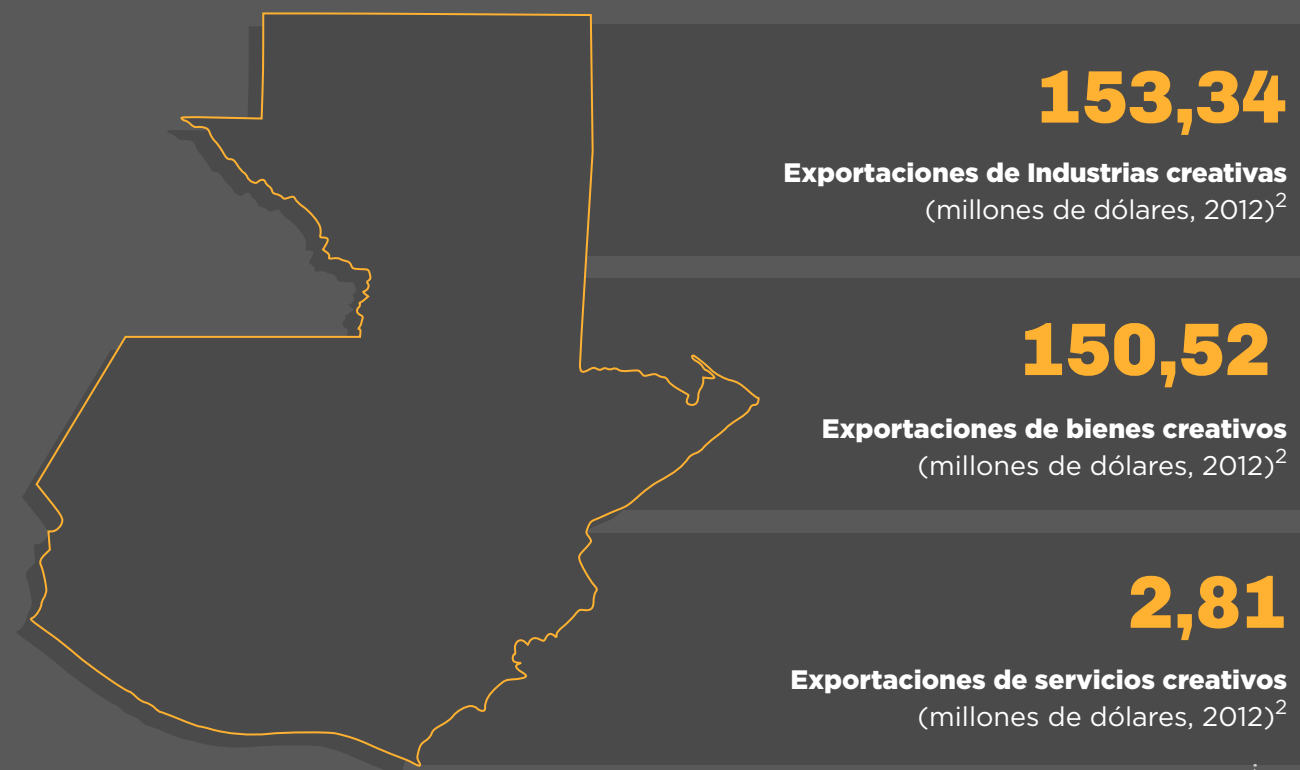 153,34
Exportaciones de Industrias creativas
(millones de dólares, 2012)²
150,52
Exportaciones de bienes creativos
(millones de dólares, 2012)²
2,81
Exportaciones de servicios creativos
(millones de dólares, 2012)²